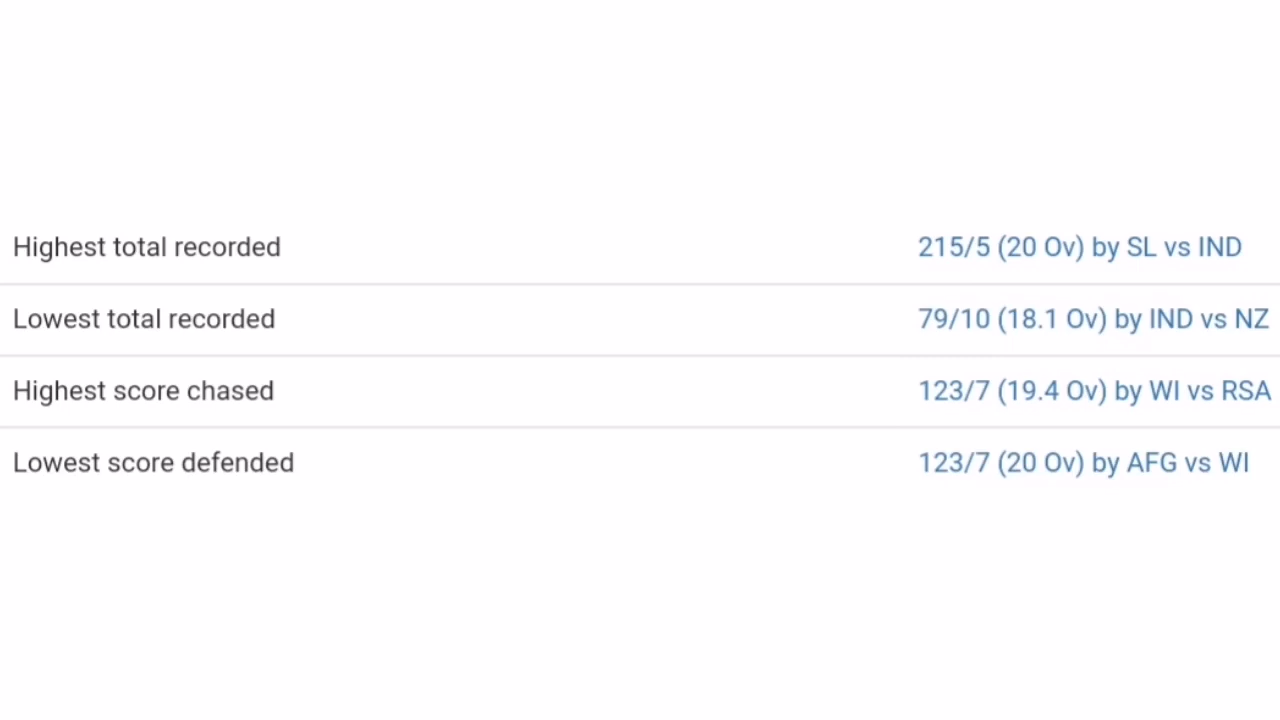 Highest total recorded 215/5 (20 Ov) by SL vs IND
Lowest total recorded 79/10 (18.1 Ov) by IND vs NZ
Highest score chased 123/7 (19.4 Ov) by WI vs RSA
Lowest score defended 123/7 (20 Ov) by AFG vs WI